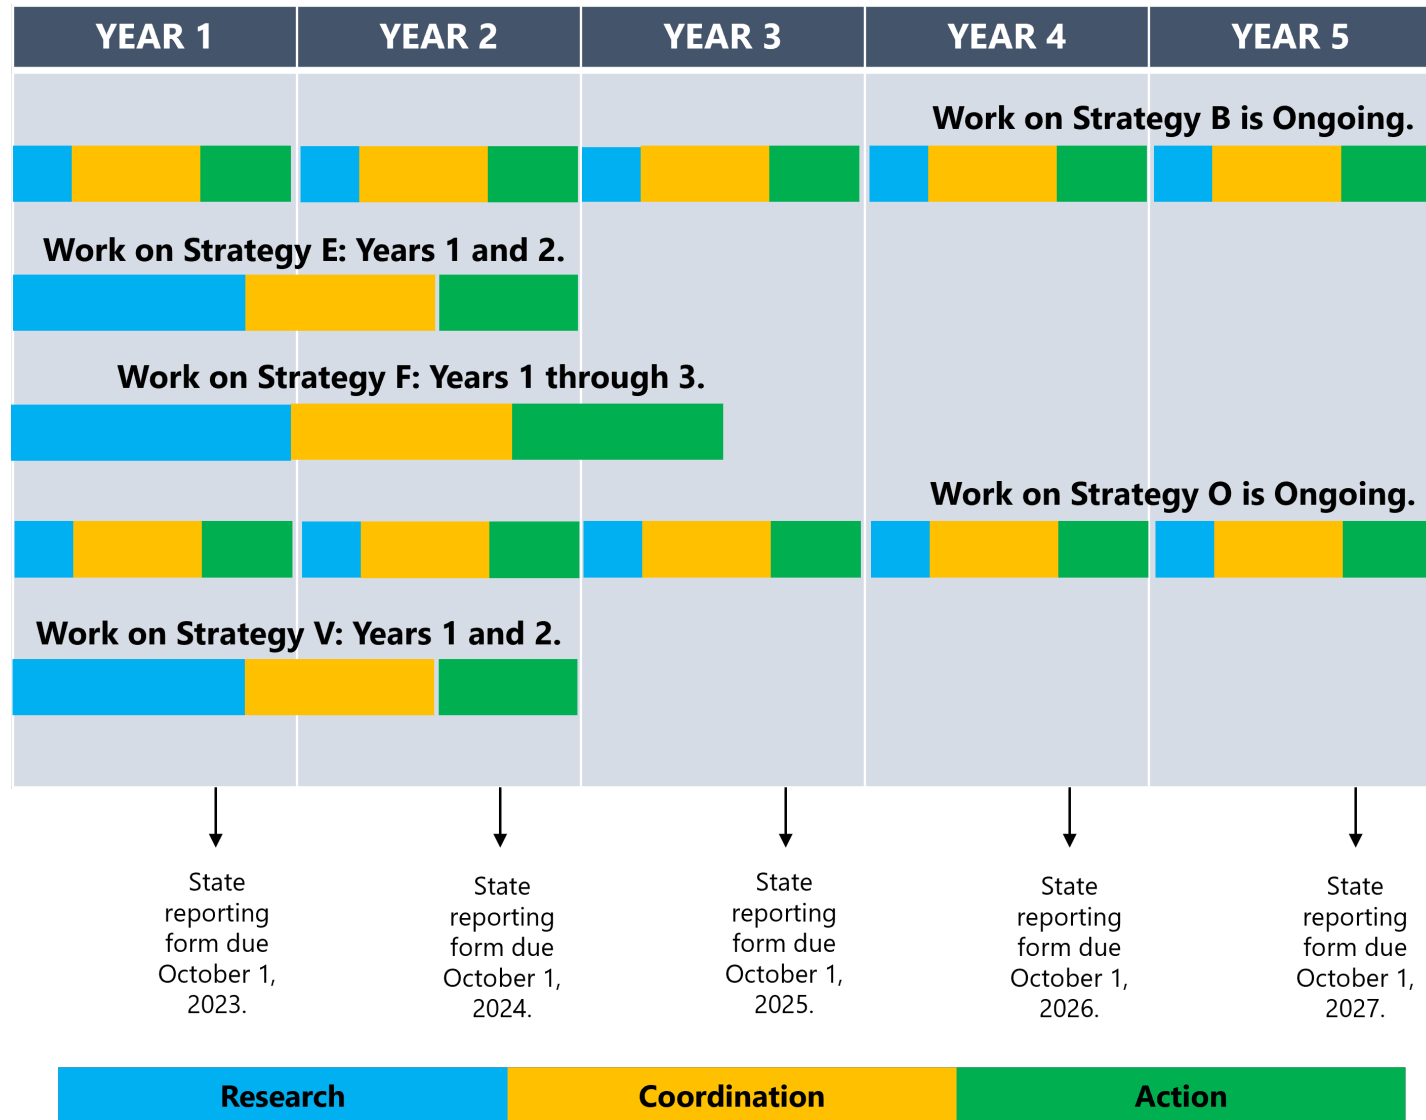 YEAR 1
YEAR 2
YEAR 3
YEAR 4
YEAR 5
Work on Strategy B is Ongoing.
Work on Strategy E: Years 1 and 2.
Work on Strategy F: Years 1 through 3.
Work on Strategy O is Ongoing.
Work on Strategy V: Years 1 and 2.
State
reporting
form due
October 1,
2023.
State
reporting
form due
October 1,
2024.
State
reporting
form due
October 1,
2025.
State
reporting
form due
October 1,
2026.
State
reporting
form due
October 1,
2027.
Research
Coordination
Action